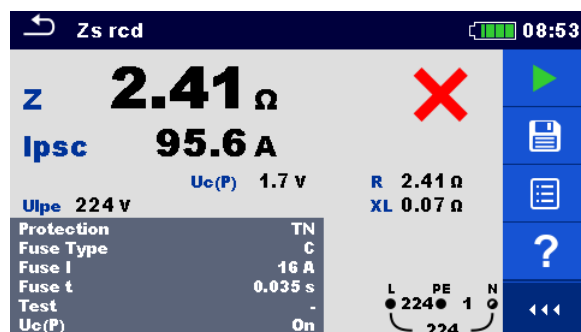 Zs rcd 08:53
Z 2.41 Ω
Ipsc 95.6 A
Uc(P) 1.7 V R 2.41 Ω
Ulpe 224 V XL 0.07 Ω
Protection TN
Fuse Type C
Fuse I 16 A
Fuse t 0.035 s
Test -
Uc(P) On
L PE N
224 1
224
?